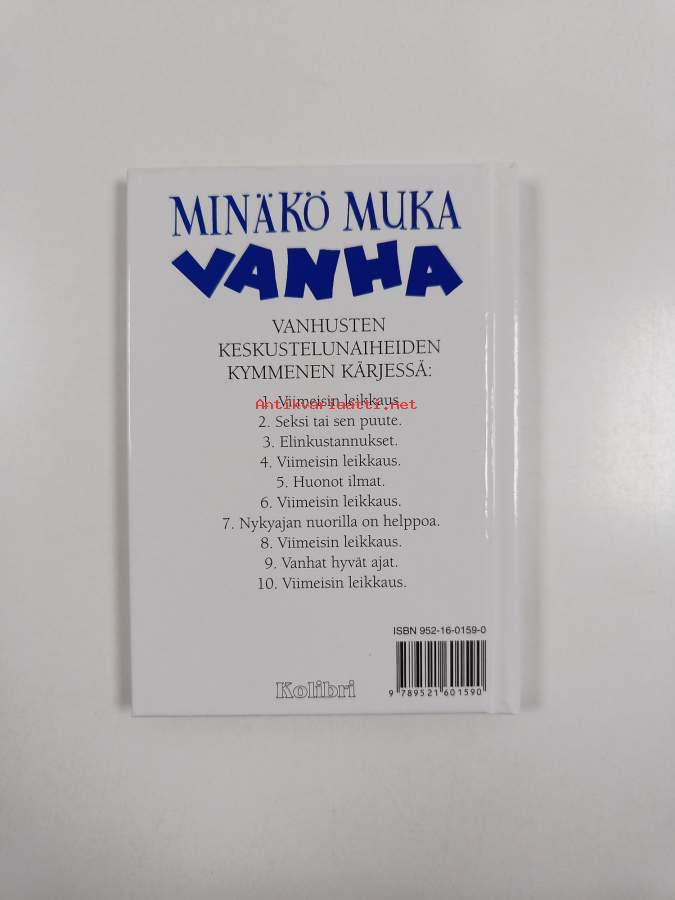 MINÄKÖ MUKA
VANHA
VANHUSTEN
KESKUSTELUNAIHEIDEN
KYMMENEN KÄRJESSÄ:
1. Viimeisin leikkaus.
Antikvariaatti.net
2. Seksi tai sen puute.
3. Elinkustannukset.
4. Viimeisin leikkaus.
5. Huonot ilmat.
6. Viimeisin leikkaus.
7. Nykyajan nuorilla on helppoa.
8. Viimeisin leikkaus.
9. Vanhat hyvät ajat.
10. Viimeisin leikkaus.
ISBN 952-16-0159-0
9 789521 601590
Kolibri